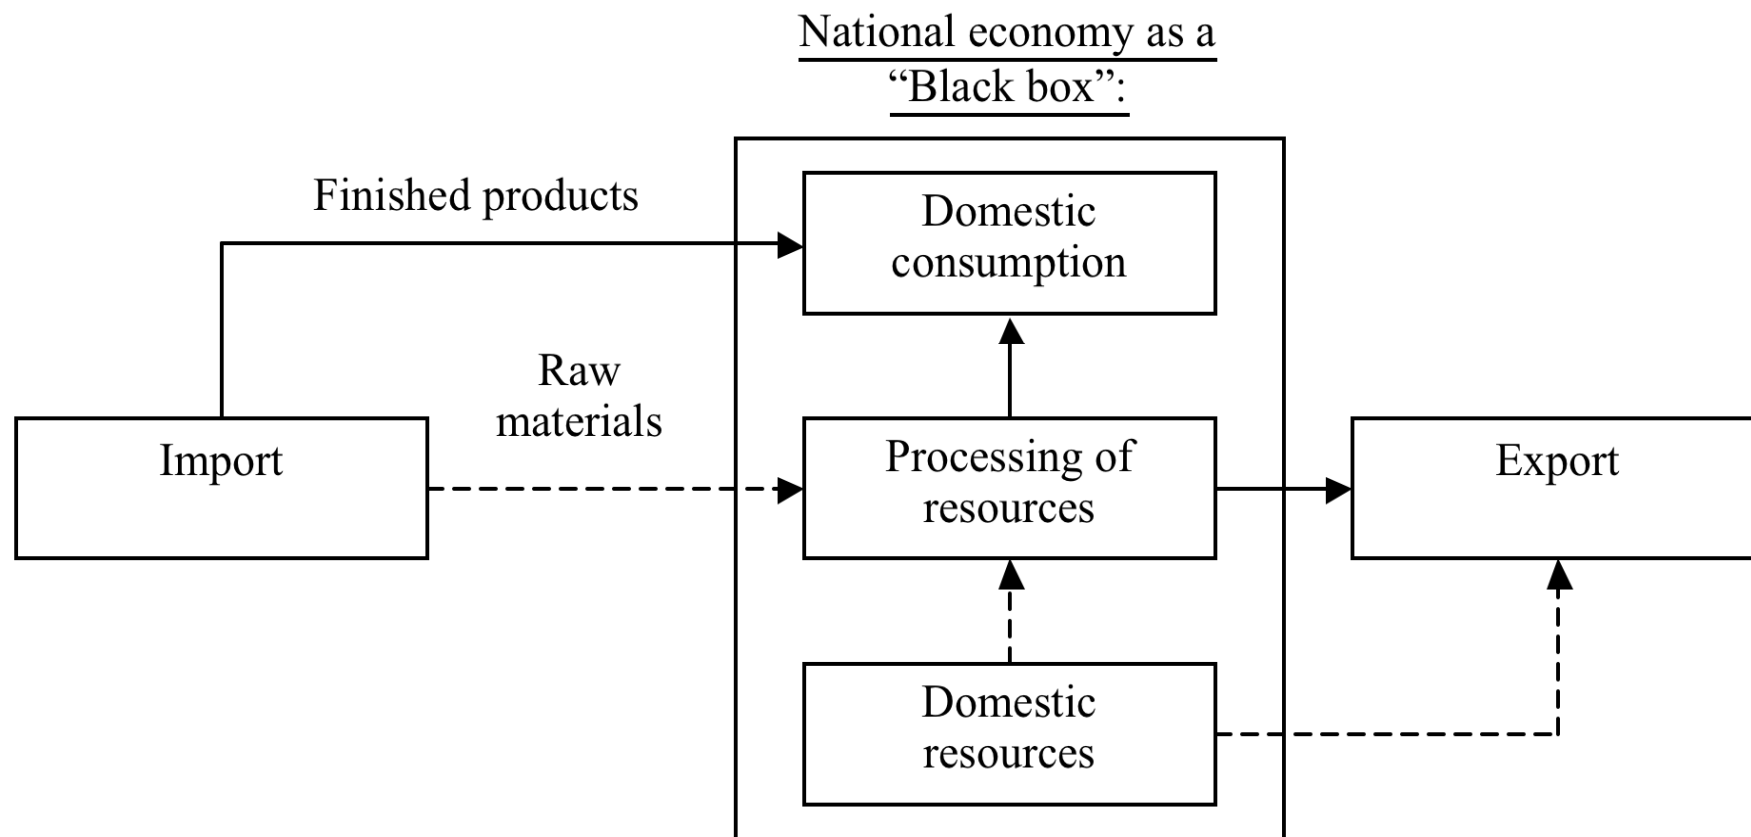 National economy as a
“Black box”:
Finished products
Domestic
consumption
Raw
materials
Import
Processing of
resources
Export
Domestic
resources